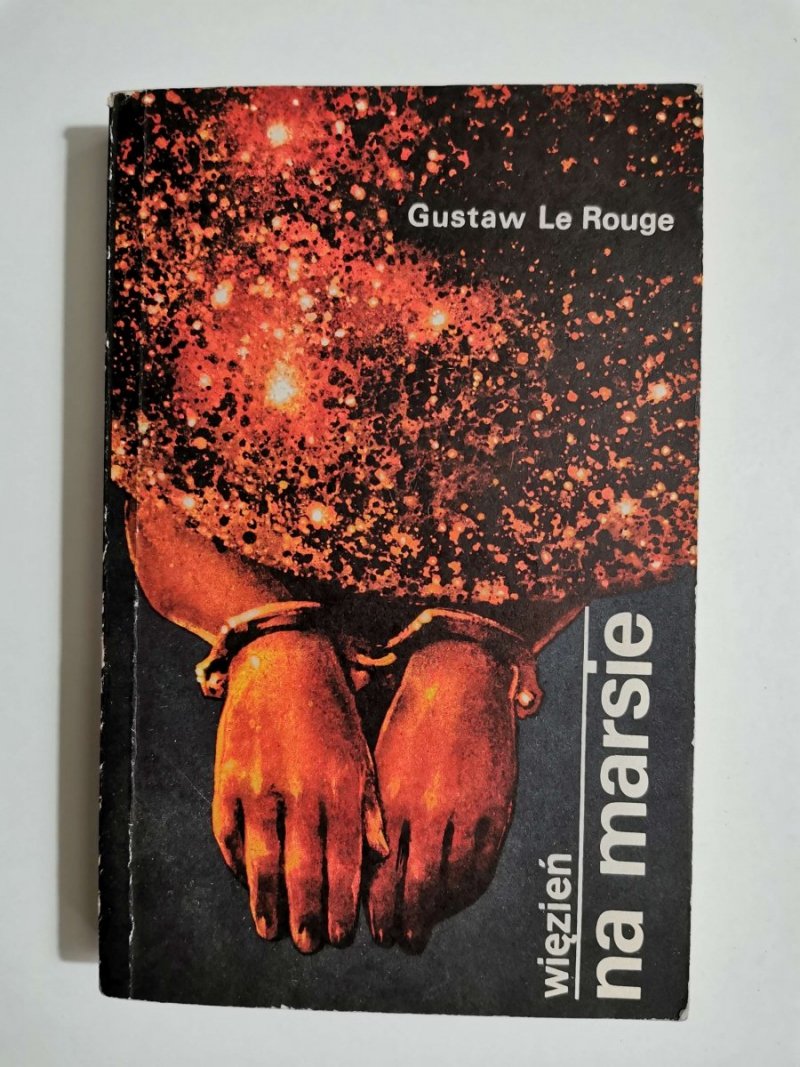 Gustaw Le Rouge
więzień
na marsie